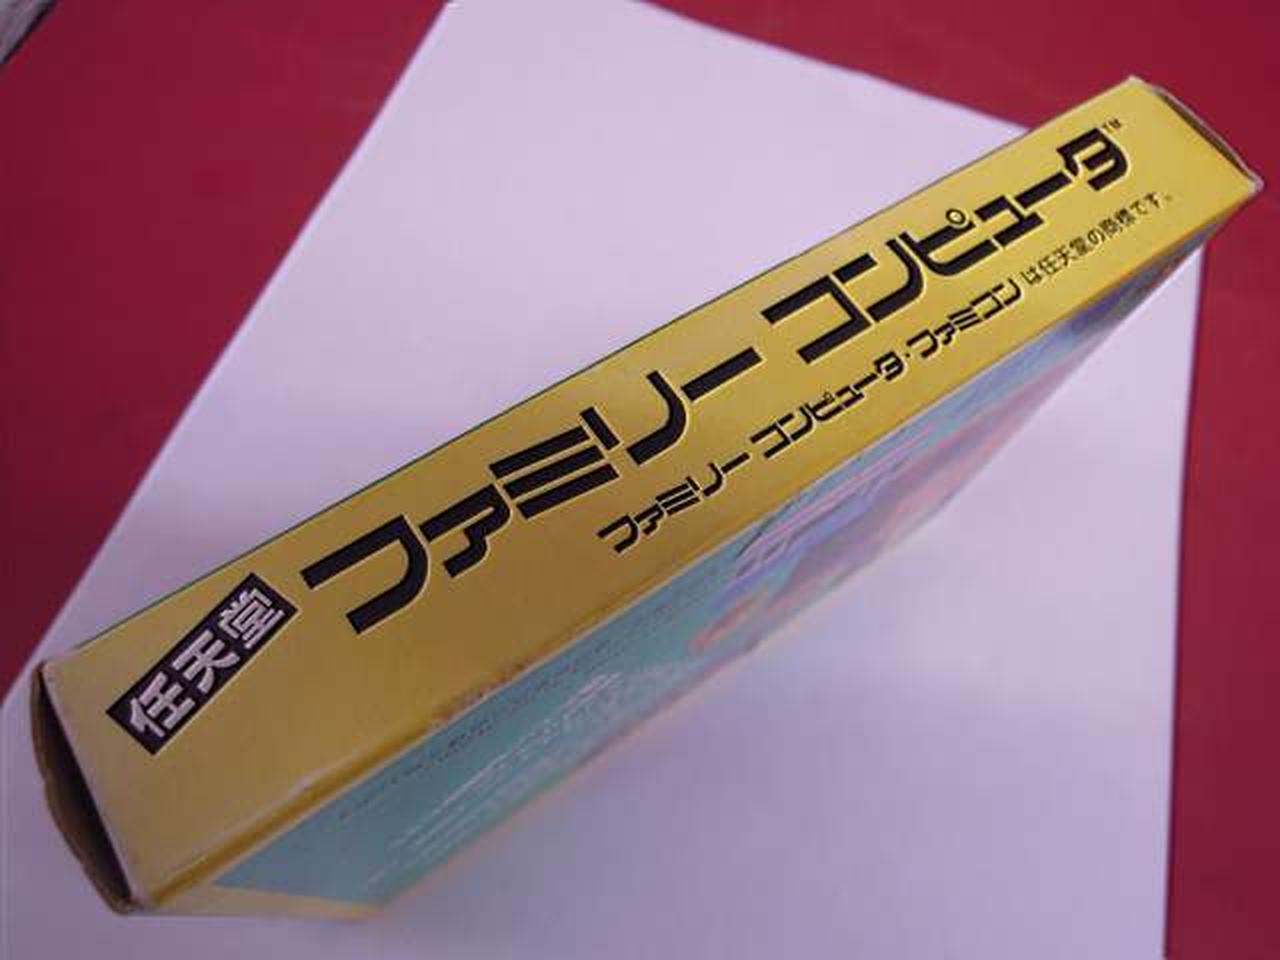 任天堂 ファミリー コンピュータ™
ファミリー コンピュータ・ファミコン は任天堂の商標です。